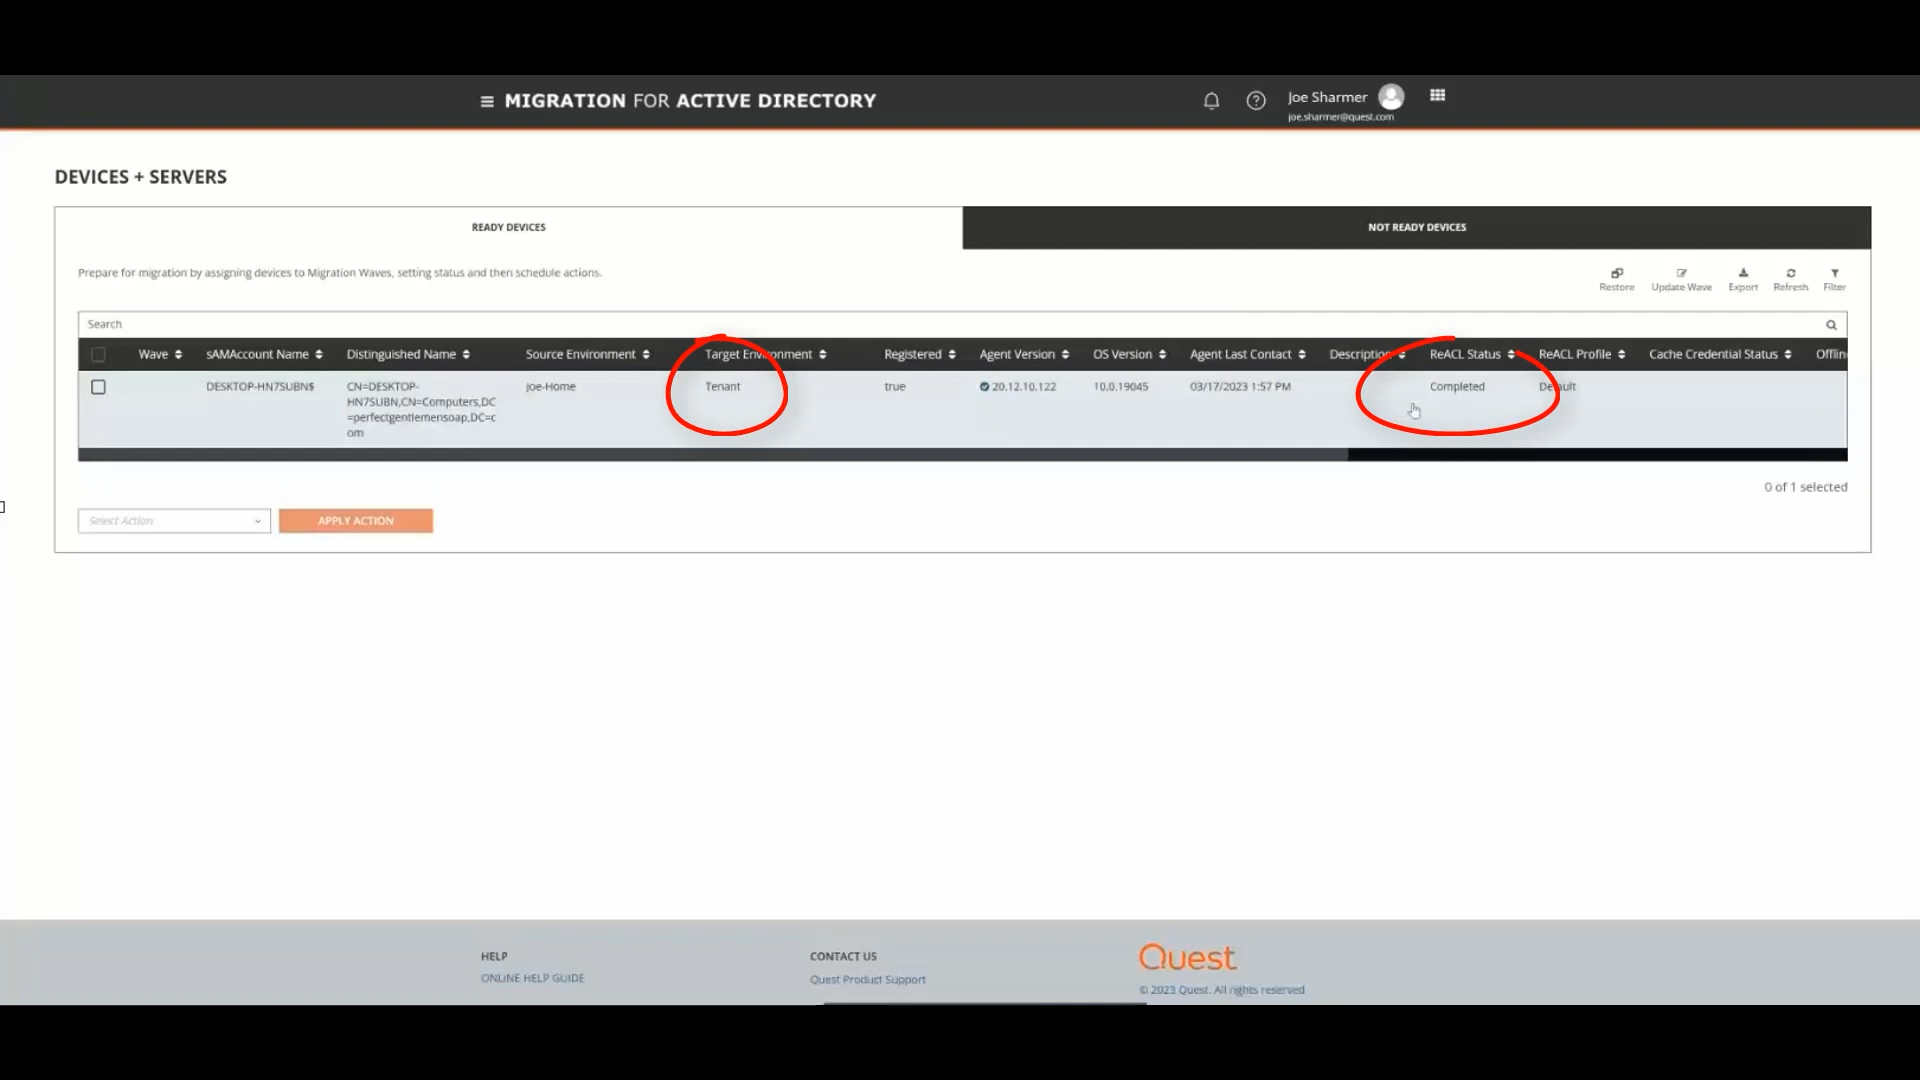 MIGRATION FOR ACTIVE DIRECTORY
Joe Sharmer
joe.sharmer@quest.com
DEVICES + SERVERS
READY DEVICES
NOT READY DEVICES
Prepare for migration by assigning devices to Migration Waves, setting status and then schedule actions.
Restore Update Wave Export Refresh Filter
Search
Wave sAMAccount Name Distinguished Name Source Environment Target Environment Registered Agent Version OS Version Agent Last Contact Description ReACL Status ReACL Profile Cache Credential Status Offlin
DESKTOP-HN7SUBN$ CN=DESKTOP- Joe-Home Tenant true 20.12.10.122 10.0.19045 03/17/2023 1:57 PM Completed Default
HN7SUBN,CN=Computers,DC
=perfectgentlemensoap,DC=c
om
0 of 1 selected
Select Action
APPLY ACTION
HELP
ONLINE HELP GUIDE
CONTACT US
Quest Product Support
Quest
© 2023 Quest. All rights reserved